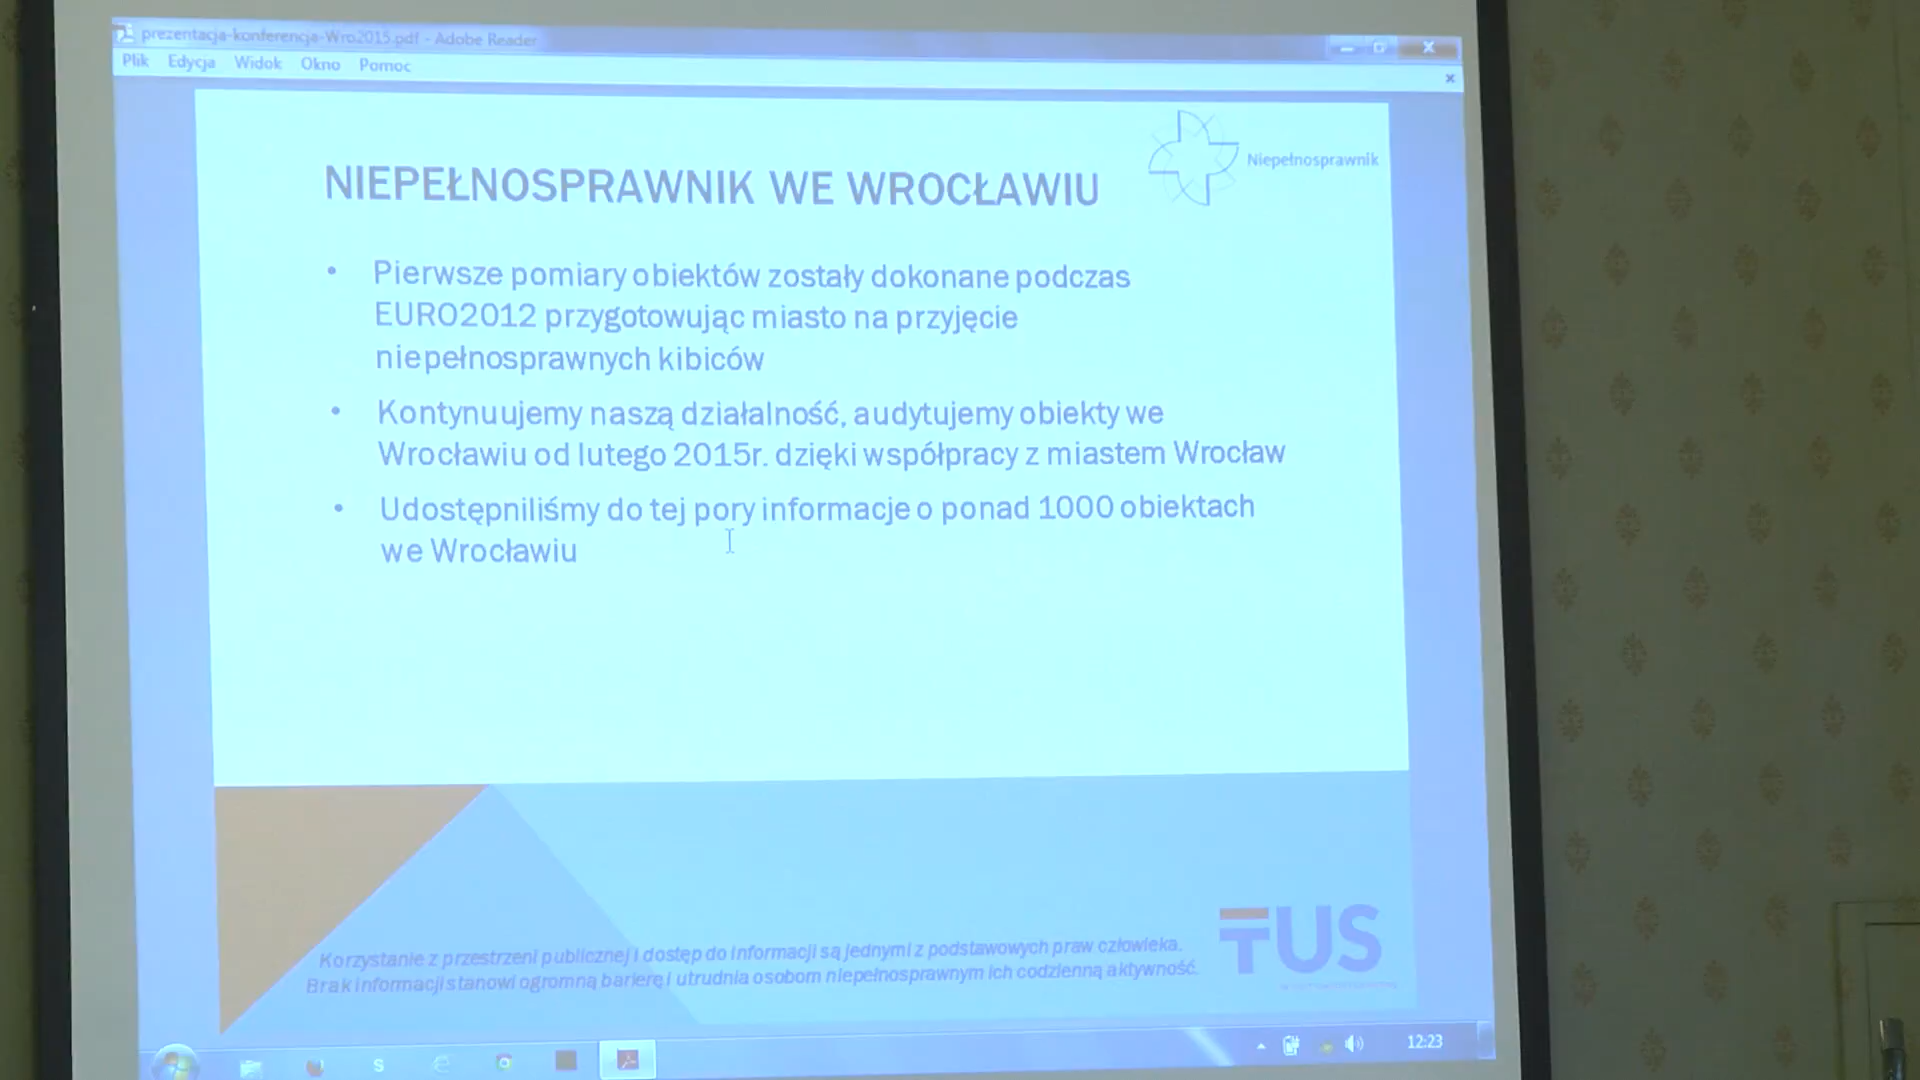 prezentacja-konferencja-Wro2015.pdf - Adobe Reader
Plik Edycja Widok Okno Pomoc
Niepełnosprawnik
NIEPEŁNOSPRAWNIK WE WROCŁAWIU
• Pierwsze pomiary obiektów zostały dokonane podczas
EURO2012 przygotowując miasto na przyjęcie
niepełnosprawnych kibiców
• Kontynuujemy naszą działalność, audytujemy obiekty we
Wrocławiu od lutego 2015r. dzięki współpracy z miastem Wrocław
• Udostępniliśmy do tej pory informacje o ponad 1000 obiektach
we Wrocławiu
Korzystanie z przestrzeni publicznej i dostęp do informacji są jednymi z podstawowych praw człowieka.
Brak informacji stanowi ogromną barierę i utrudnia osobom niepełnosprawnym ich codzienną aktywność.
TUS
12:23